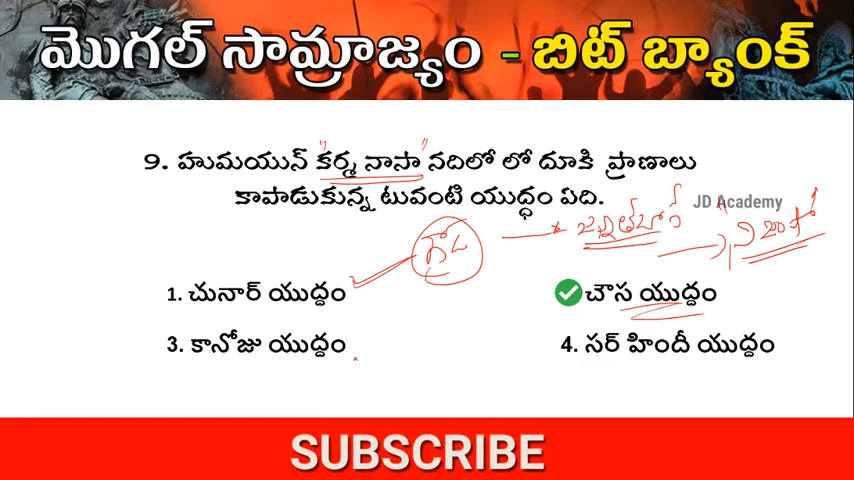 మొగల్ సామ్రాజ్యం - బిట్ బ్యాంక్
9. హుమయున్ "కర్మ నాసా" నదిలో లో దూకి ప్రాణాలు
కాపాడుకున్న టువంటి యుద్ధం ఏది.
JD Academy
1. చునార్ యుద్ధం
చౌస యుద్ధం
3. కానోజు యుద్ధం
4. సర్ హిందీ యుద్ధం
SUBSCRIBE